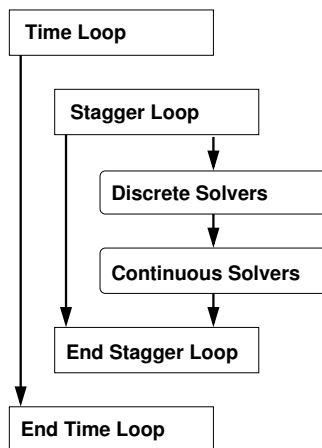 Time Loop
Stagger Loop
Discrete Solvers
Continuous Solvers
End Stagger Loop
End Time Loop